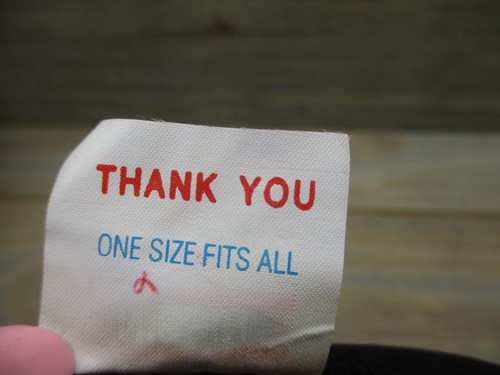 THANK YOU
ONE SIZE FITS ALL